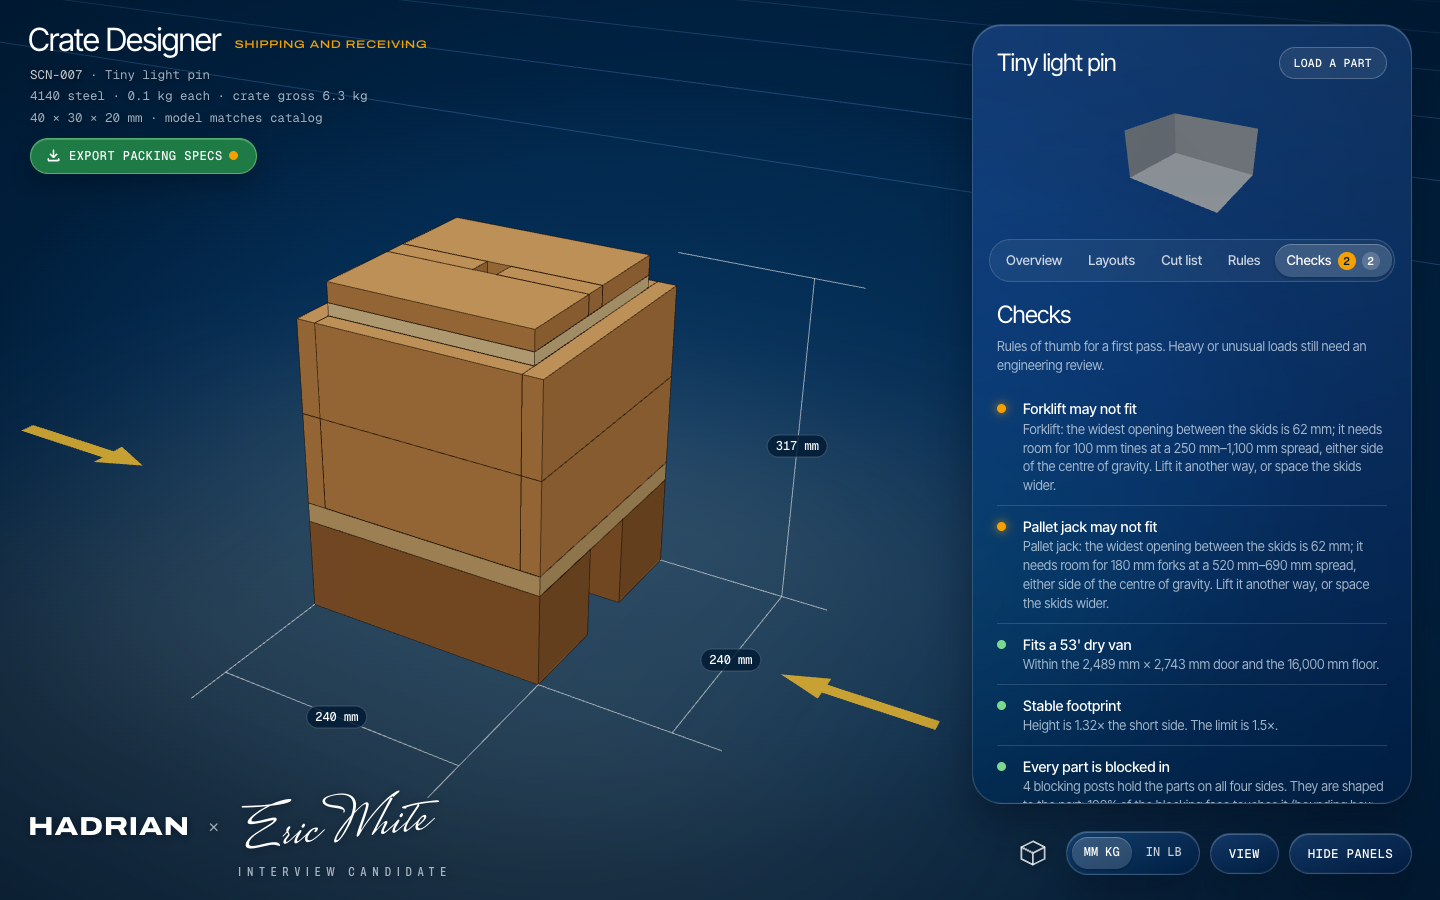 Crate Designer SHIPPING AND RECEIVING
SCN-007 · Tiny light pin
4140 steel · 0.1 kg each · crate gross 6.3 kg
40 × 30 × 20 mm · model matches catalog
EXPORT PACKING SPECS
317 mm
240 mm
240 mm
HADRIAN × Eric White
INTERVIEW CANDIDATE
Tiny light pin
LOAD A PART
Overview Layouts Cut list Rules Checks 2 2
Checks
Rules of thumb for a first pass. Heavy or unusual loads still need an
engineering review.
Forklift may not fit
Forklift: the widest opening between the skids is 62 mm; it needs
room for 100 mm tines at a 250 mm–1,100 mm spread, either side
of the centre of gravity. Lift it another way, or space the skids
wider.
Pallet jack may not fit
Pallet jack: the widest opening between the skids is 62 mm; it
needs room for 180 mm forks at a 520 mm–690 mm spread,
either side of the centre of gravity. Lift it another way, or space
the skids wider.
Fits a 53' dry van
Within the 2,489 mm × 2,743 mm door and the 16,000 mm floor.
Stable footprint
Height is 1.32× the short side. The limit is 1.5×.
Every part is blocked in
4 blocking posts hold the parts on all four sides. They are shaped
MM KG IN LB
VIEW
HIDE PANELS